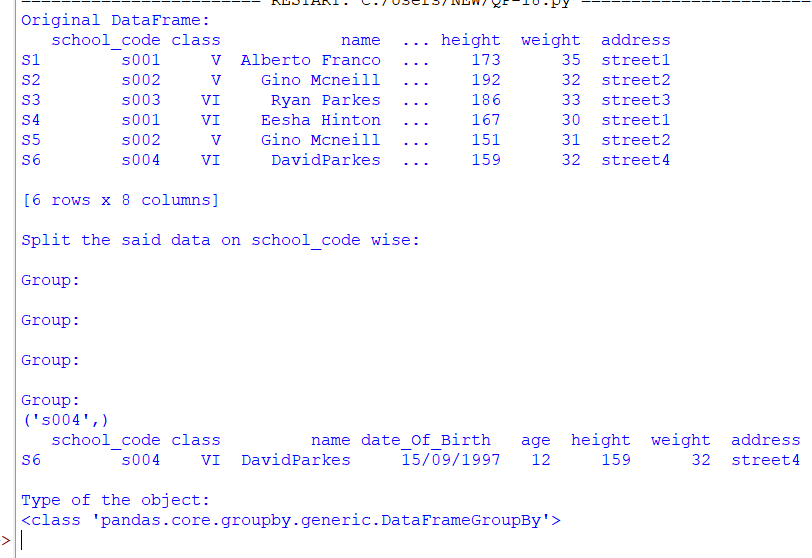 Original DataFrame:
school_code class name ... height weight address
S1 s001 V Alberto Franco ... 173 35 street1
S2 s002 V Gino Mcneill ... 192 32 street2
S3 s003 VI Ryan Parkes ... 186 33 street3
S4 s001 VI Eesha Hinton ... 167 30 street1
S5 s002 V Gino Mcneill ... 151 31 street2
S6 s004 VI DavidParkes ... 159 32 street4
[6 rows x 8 columns]
Split the said data on school_code wise:
Group:
Group:
Group:
Group:
('s004',)
school_code class name date_Of_Birth age height weight address
S6 s004 VI DavidParkes 15/09/1997 12 159 32 street4
Type of the object:
<class 'pandas.core.groupby.generic.DataFrameGroupBy'>
>